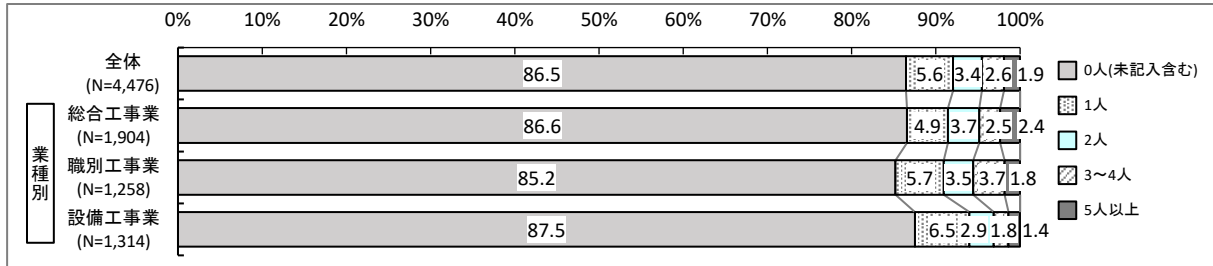 0% 10% 20% 30% 40% 50% 60% 70% 80% 90% 100%
全体
(N=4,476)
86.5 5.6 3.4 2.6 1.9
業種別
総合工事業
(N=1,904)
86.6 4.9 3.7 2.5 2.4
職別工事業
(N=1,258)
85.2 5.7 3.5 3.7 1.8
設備工事業
(N=1,314)
87.5 6.5 2.9 1.8 1.4
0人(未記入含む)
1人
2人
3～4人
5人以上